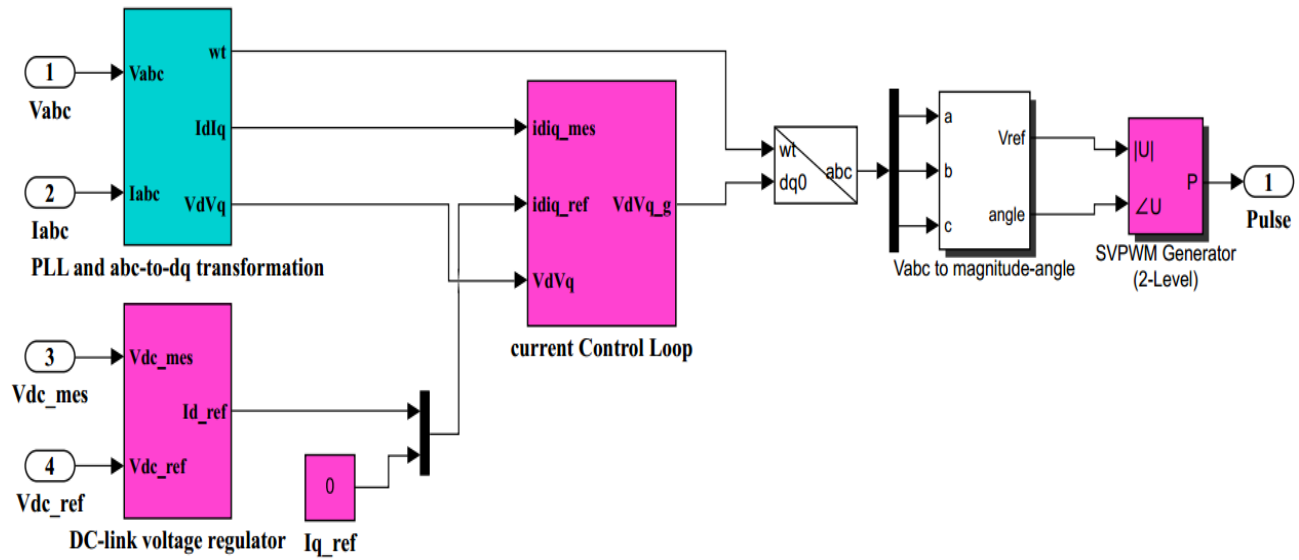 1
Vabc
2
Iabc
Vabc
Iabc
wt
IdIq
VdVq
PLL and abc-to-dq transformation
3
Vdc_mes
4
Vdc_ref
Vdc_mes
Vdc_ref
Id_ref
DC-link voltage regulator
0
Iq_ref
idiq_mes
idiq_ref
VdVq
VdVq_g
current Control Loop
wt
dq0
abc
a
b
c
Vref
angle
Vabc to magnitude-angle
|U|
∠U
P
SVPWM Generator
(2-Level)
1
Pulse